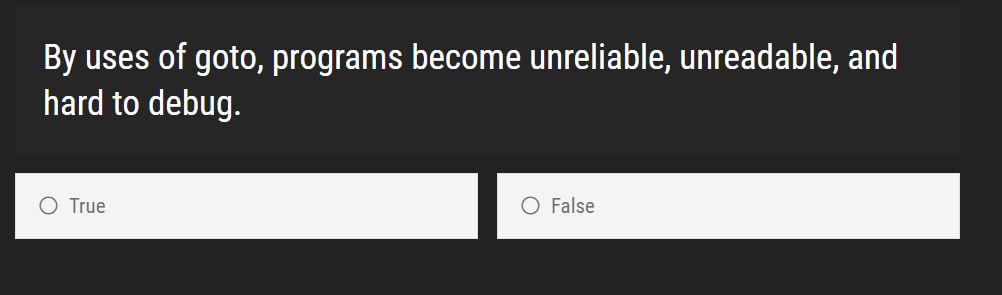 By uses of goto, programs become unreliable, unreadable, and
hard to debug.
True
False